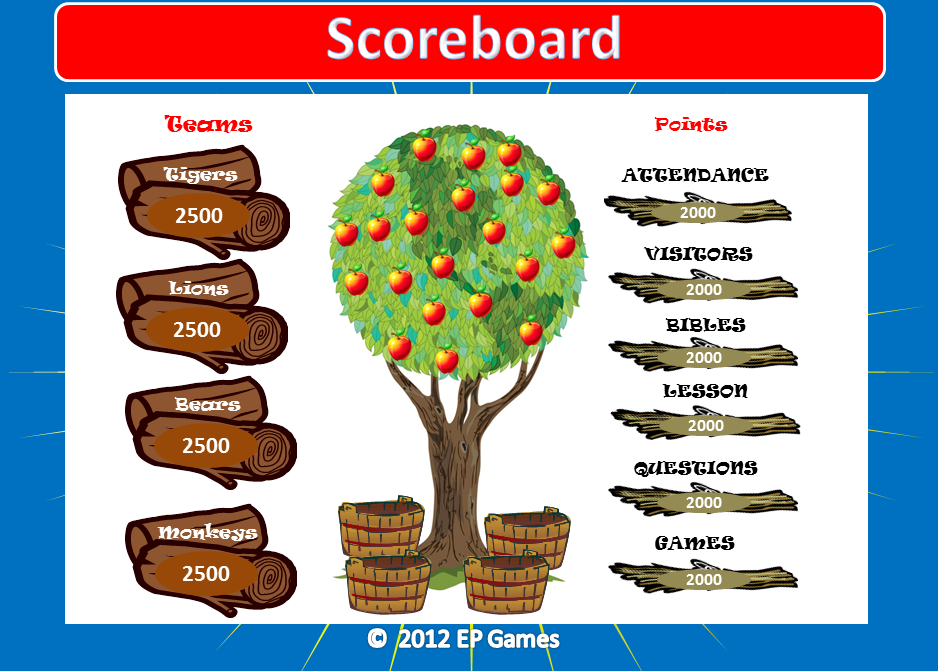 Scoreboard
Teams
Tigers
2500
Lions
2500
Bears
2500
Monkeys
2500
Points
ATTENDANCE
2000
VISITORS
2000
BIBLES
2000
LESSON
2000
QUESTIONS
2000
GAMES
2000
© 2012 EP Games